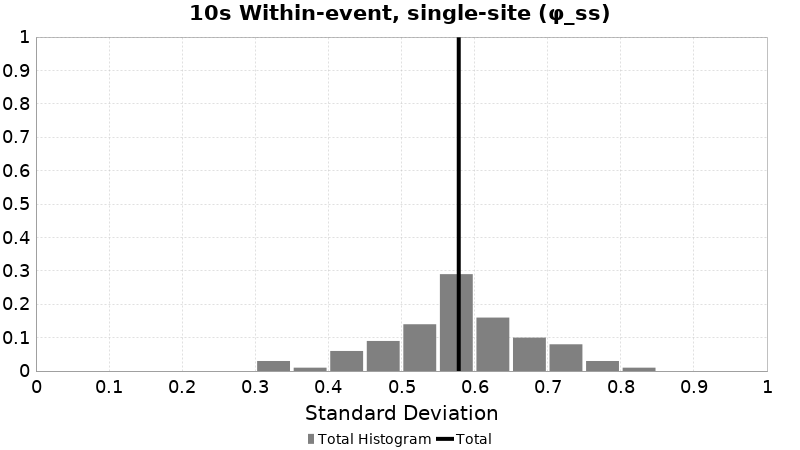 10s Within-event, single-site (φ_ss)
1
0.9
0.8
0.7
0.6
0.5
0.4
0.3
0.2
0.1
0
0 0.1 0.2 0.3 0.4 0.5 0.6 0.7 0.8 0.9 1
Standard Deviation
Total Histogram Total